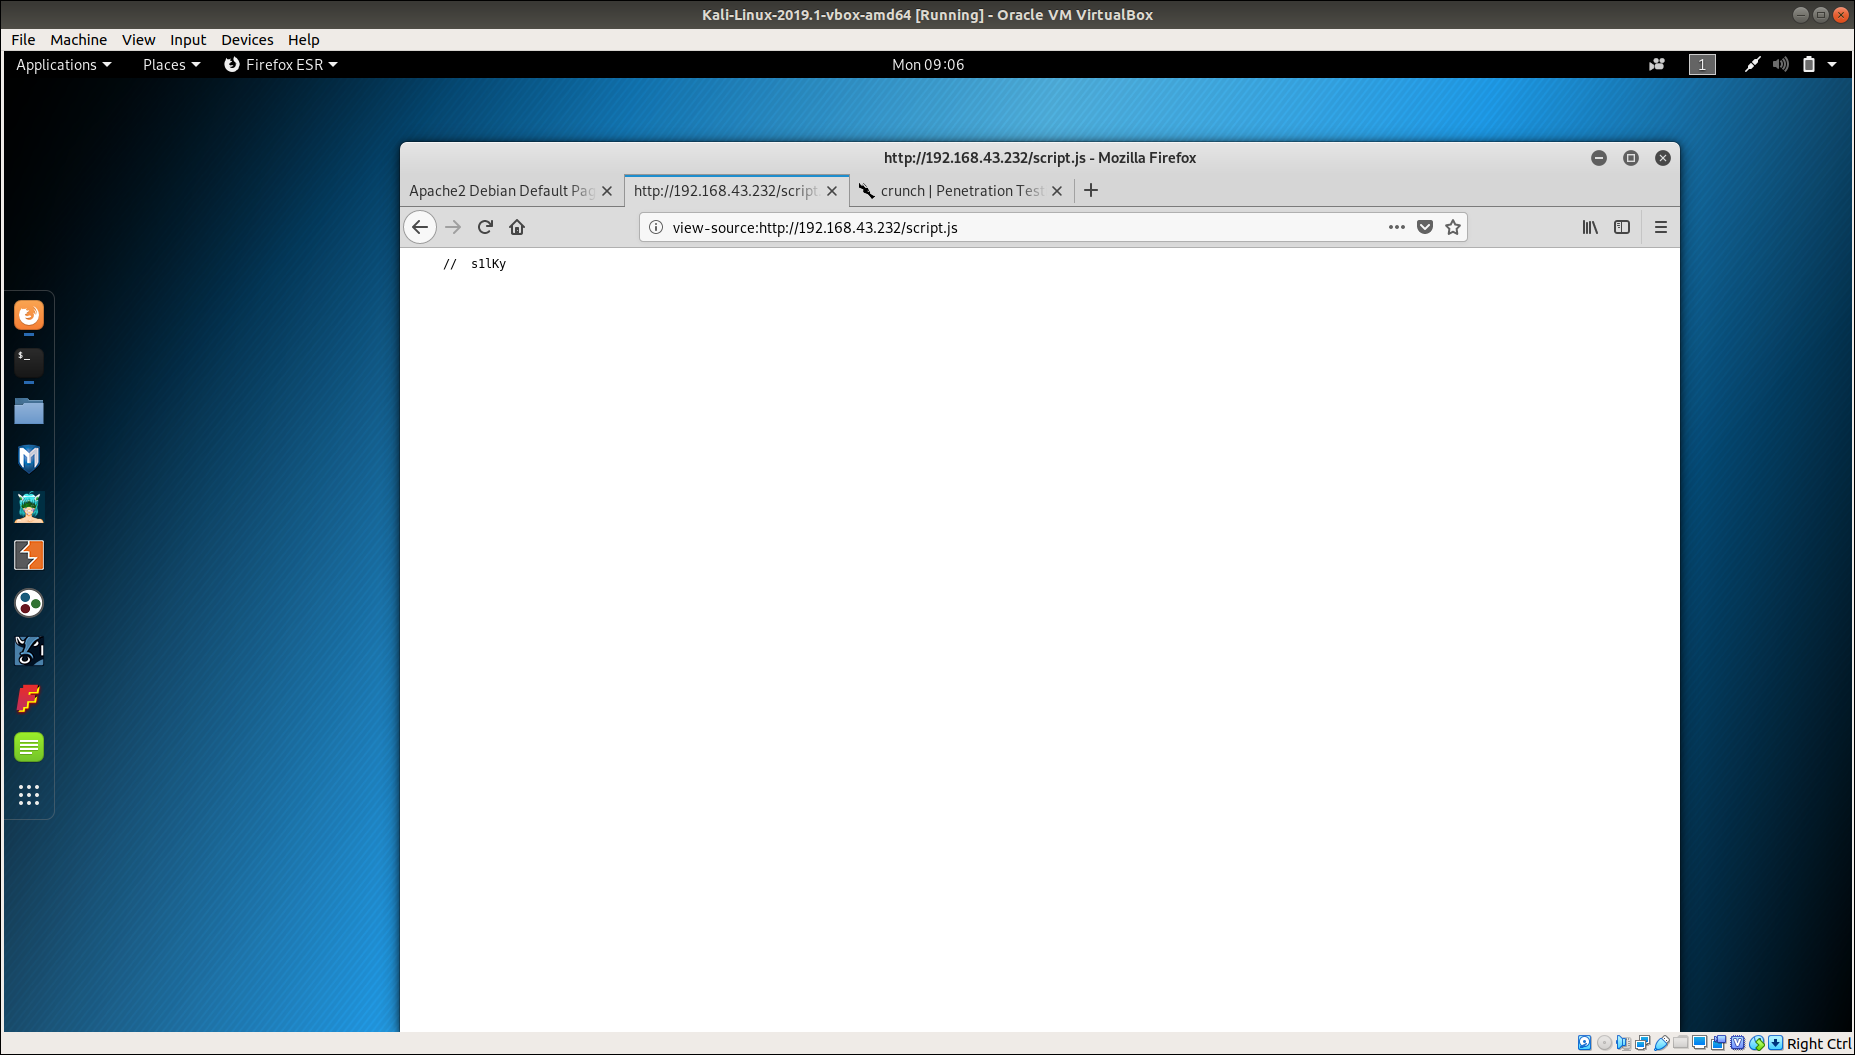 Kali-Linux-2019.1-vbox-amd64 [Running] - Oracle VM VirtualBox
File Machine View Input Devices Help
Applications Places Firefox ESR Mon 09:06 1
http://192.168.43.232/script.js - Mozilla Firefox
Apache2 Debian Default Pag http://192.168.43.232/script. crunch | Penetration Test
view-source:http://192.168.43.232/script.js
// s1lKy
$_
Right Ctrl